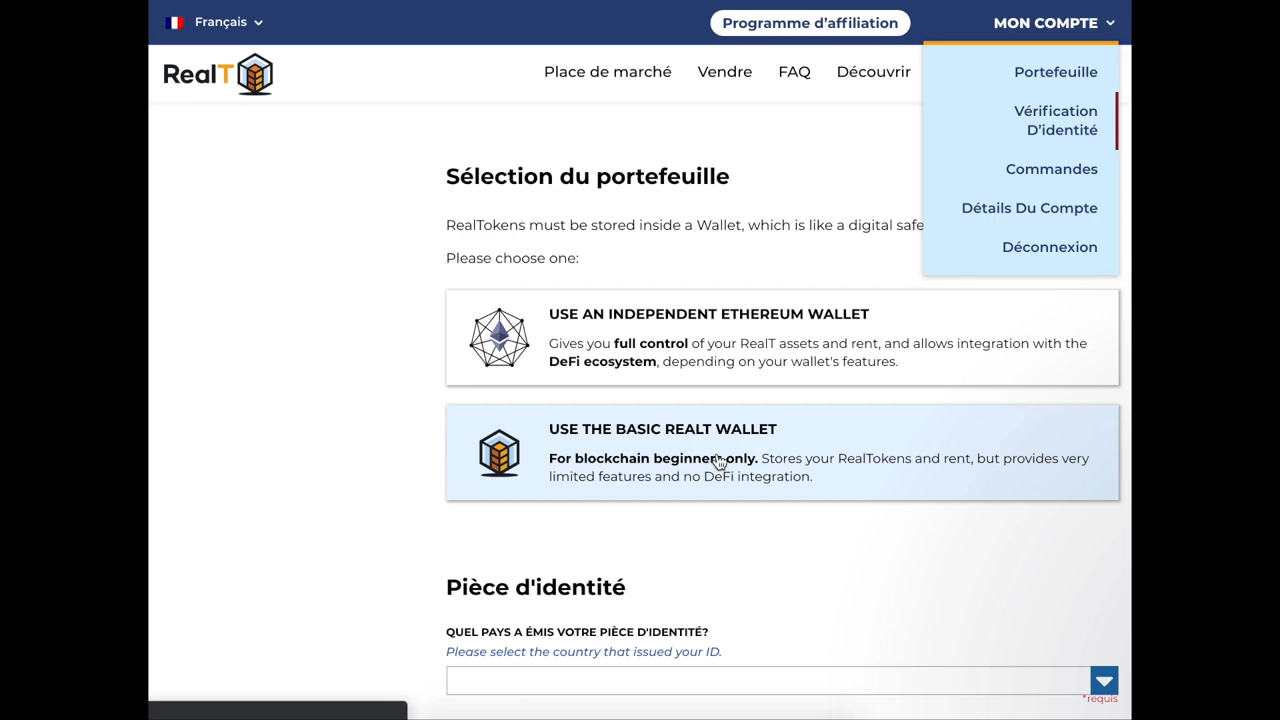 Français
Programme d’affiliation
MON COMPTE
RealT
Place de marché
Vendre
FAQ
Découvrir
Portefeuille
Vérification
D’identité
Commandes
Détails Du Compte
Déconnexion
Sélection du portefeuille
RealTokens must be stored inside a Wallet, which is like a digital safe
Please choose one:
USE AN INDEPENDENT ETHEREUM WALLET
Gives you full control of your RealT assets and rent, and allows integration with the
DeFi ecosystem, depending on your wallet's features.
USE THE BASIC REALT WALLET
For blockchain beginners only. Stores your RealTokens and rent, but provides very
limited features and no DeFi integration.
Pièce d'identité
QUEL PAYS A ÉMIS VOTRE PIÈCE D'IDENTITÉ?
Please select the country that issued your ID.
*requis